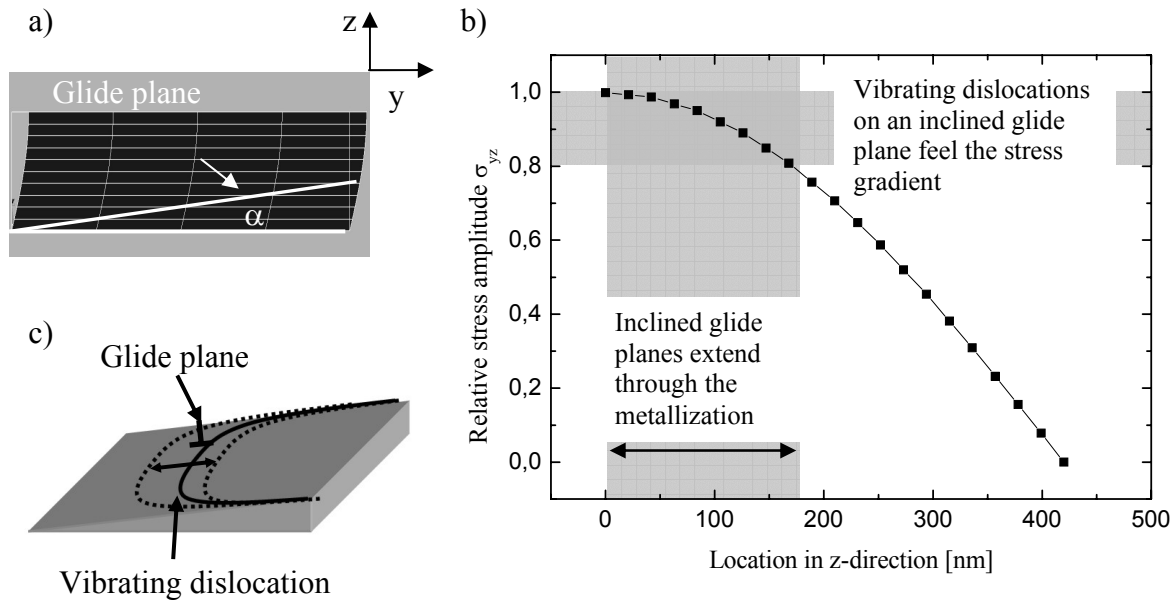 a)
z
y
Glide plane
α
c)
Glide plane
Vibrating dislocation
b)
Relative stress amplitude σyz
1,0
0,8
0,6
0,4
0,2
0,0
Vibrating dislocations
on an inclined glide
plane feel the stress
gradient
Inclined glide
planes extend
through the
metallization
0
100
200
300
400
500
Location in z-direction [nm]